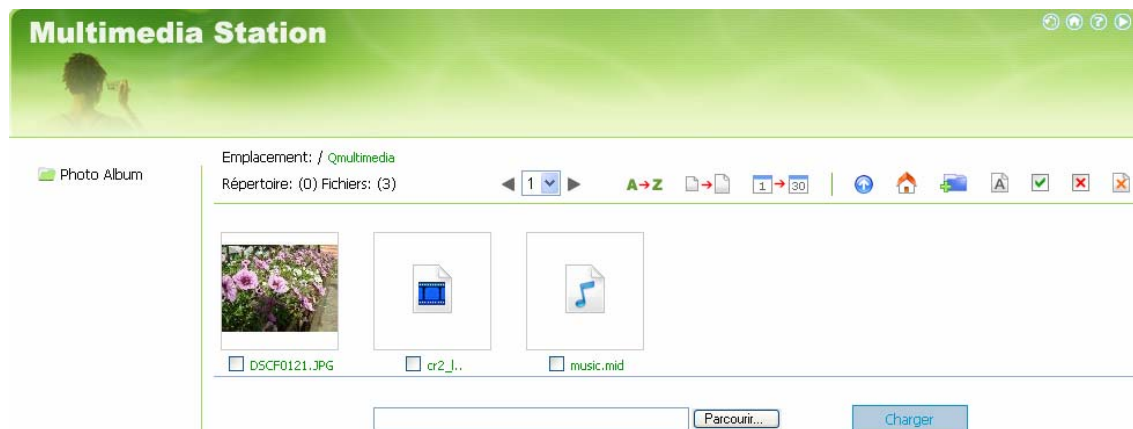 Multimedia Station
Photo Album
Emplacement: / Qmultimedia
Répertoire: (0) Fichiers: (3)
1
A→Z
1→30
A
DSCF0121.JPG
cr2_l..
music.mid
Parcourir...
Charger